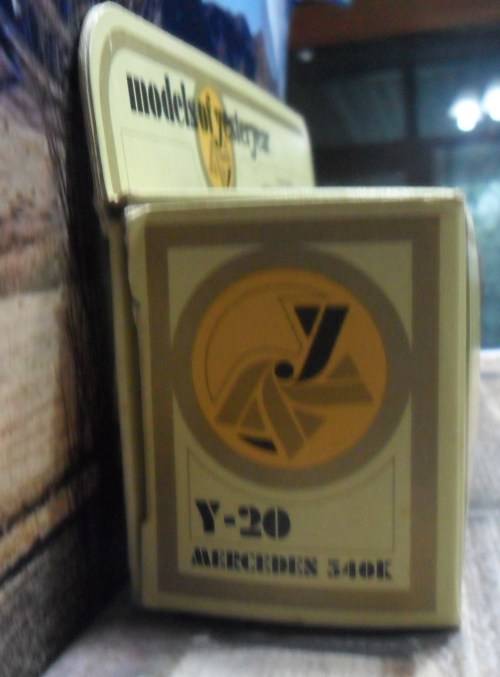 models of yesteryear
Y
Y-20
MERCEDES 540K